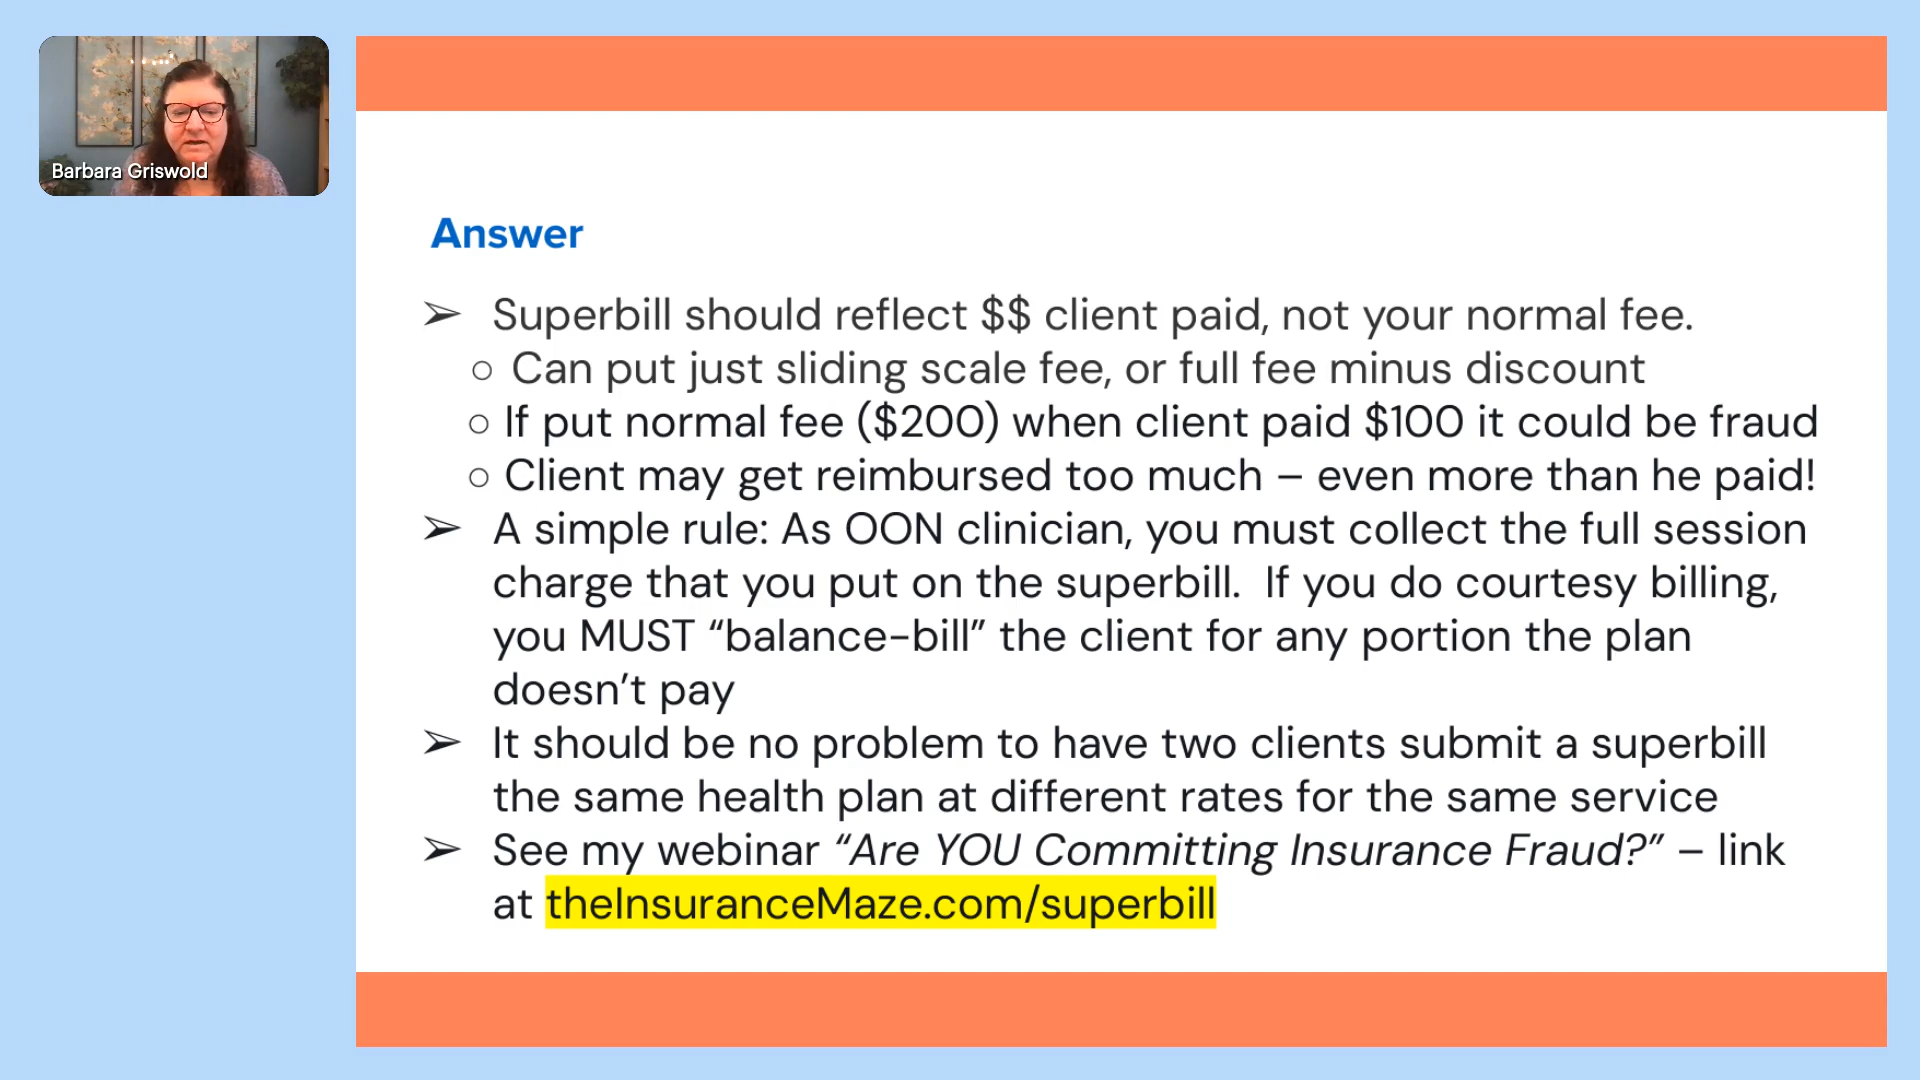 Barbara Griswold
Answer
➢ Superbill should reflect $$ client paid, not your normal fee.
○ Can put just sliding scale fee, or full fee minus discount
○ If put normal fee ($200) when client paid $100 it could be fraud
○ Client may get reimbursed too much – even more than he paid!
➢ A simple rule: As OON clinician, you must collect the full session
charge that you put on the superbill.  If you do courtesy billing,
you MUST “balance-bill” the client for any portion the plan
doesn’t pay
➢ It should be no problem to have two clients submit a superbill
the same health plan at different rates for the same service
➢ See my webinar “Are YOU Committing Insurance Fraud?” – link
at theInsuranceMaze.com/superbill